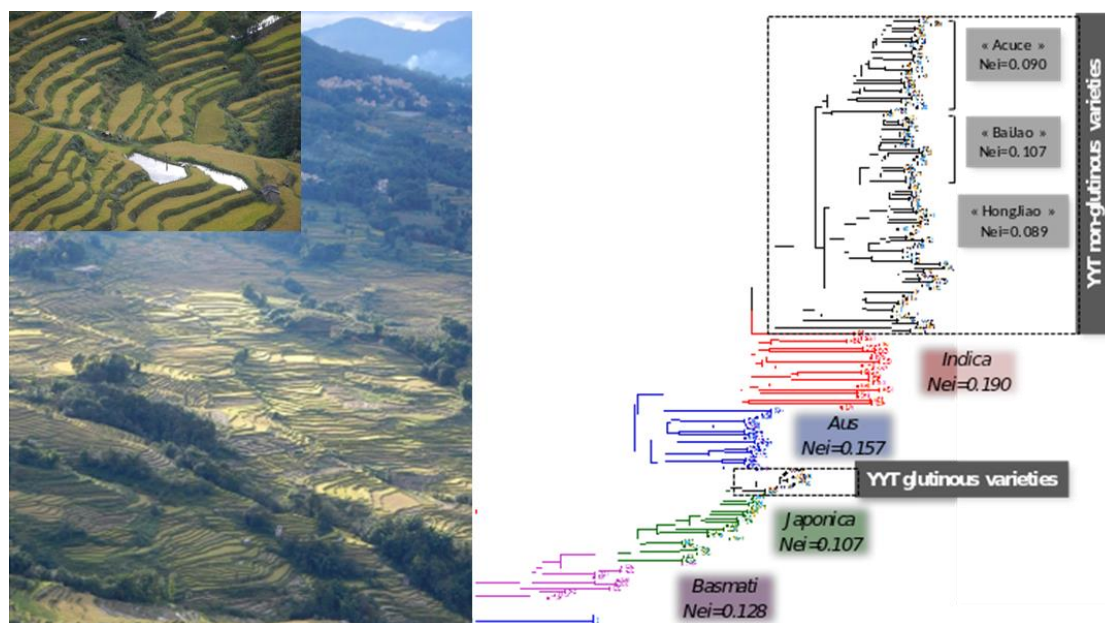 « Acuce »
Nei=0.090
« BaiJao »
Nei=0.107
« HongJiao »
Nei=0.089
YYT non-glutinous varieties
Indica
Nei=0.190
Aus
Nei=0.157
YYT glutinous varieties
Japonica
Nei=0.107
Basmati
Nei=0.128